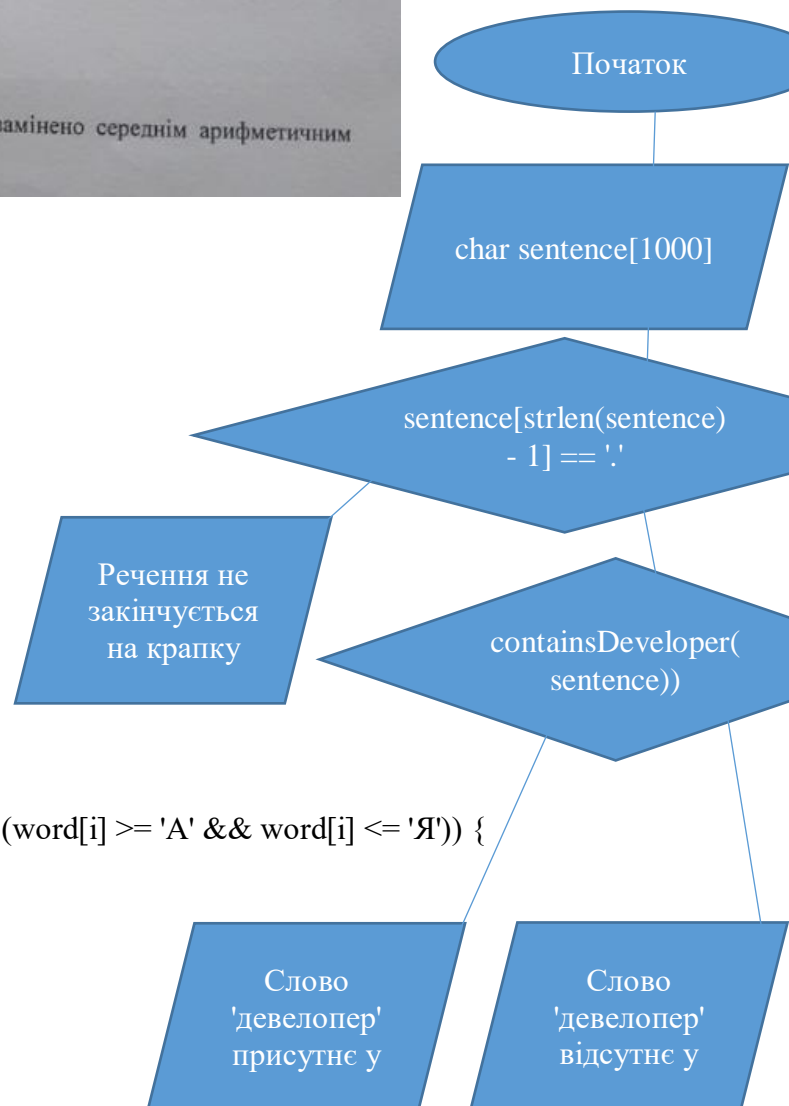 замінено середнім арифметичним
Початок
char sentence[1000]
sentence[strlen(sentence)
- 1] == '.'
Речення не
закінчується
на крапку
containsDeveloper(
sentence))
(word[i] >= 'А' && word[i] <= 'Я')) {
Слово
'девелопер'
присутнє у
Слово
'девелопер'
відсутнє у